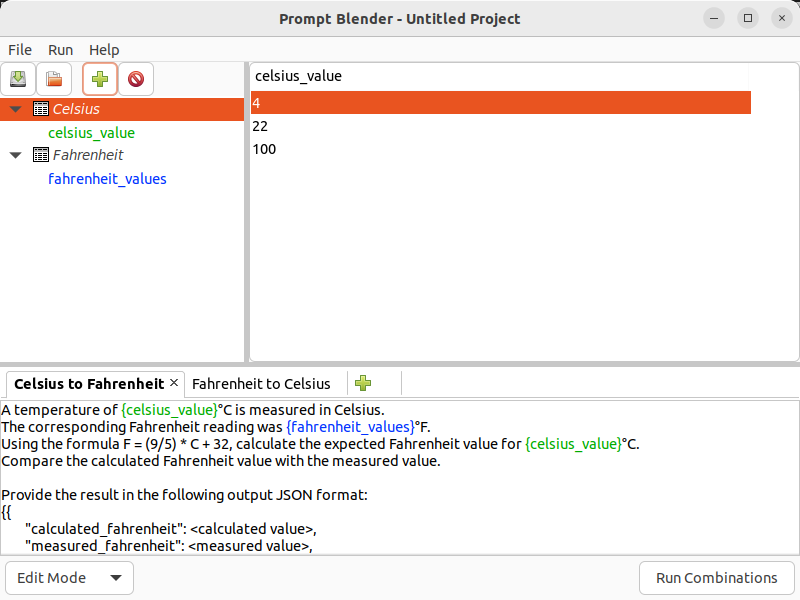 Prompt Blender - Untitled Project
File Run Help
Celsius
celsius_value
Fahrenheit
fahrenheit_values
celsius_value
4
22
100
Celsius to Fahrenheit × Fahrenheit to Celsius
A temperature of {celsius_value}°C is measured in Celsius.
The corresponding Fahrenheit reading was {fahrenheit_values}°F.
Using the formula F = (9/5) * C + 32, calculate the expected Fahrenheit value for {celsius_value}°C.
Compare the calculated Fahrenheit value with the measured value.
Provide the result in the following output JSON format:
{{
"calculated_fahrenheit": <calculated value>,
"measured_fahrenheit": <measured value>,
Edit Mode
Run Combinations